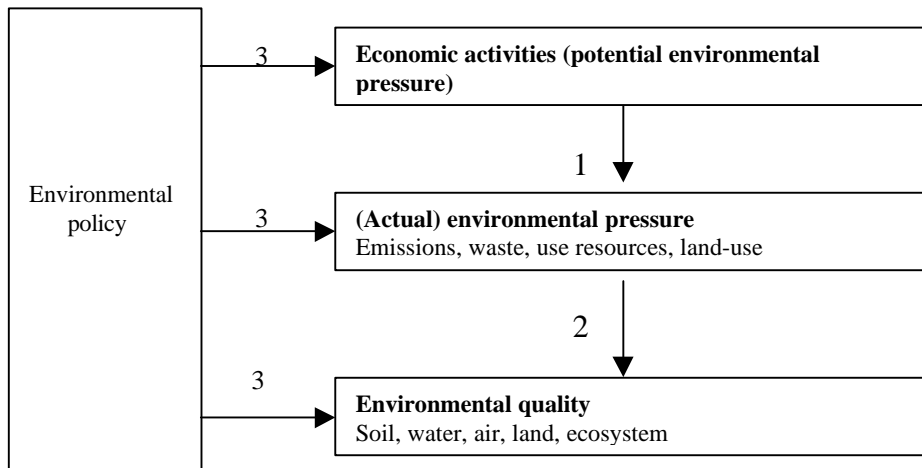 3
Economic activities (potential environmental
pressure)
1
Environmental
policy
3
(Actual) environmental pressure
Emissions, waste, use resources, land-use
2
3
Environmental quality
Soil, water, air, land, ecosystem